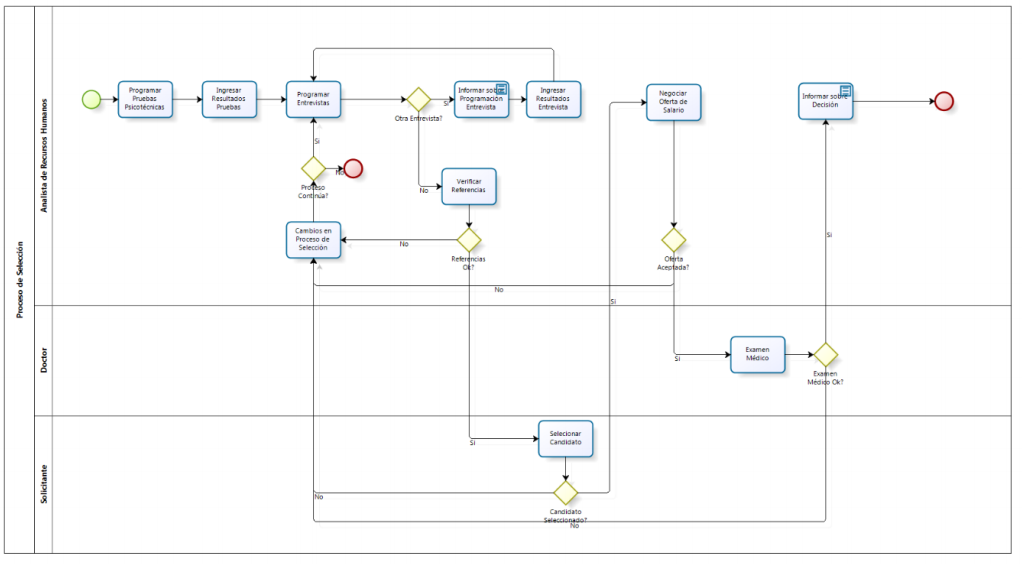 Proceso de Selección
Analista de Recursos Humanos
Programar
Pruebas
Psicotécnicas
Ingresar
Resultados
Pruebas
Programar
Entrevistas
Otra Entrevista?
Si
Informar sobre
Programación
Entrevista
Ingresar
Resultados
Entrevista
Negociar
Oferta de
Salario
Informar sobre
Decisión
Si
No
Proceso
Continúa?
No
Verificar
Referencias
Cambios en
Proceso de
Selección
No
Referencias
Ok?
Oferta
Aceptada?
Si
No
Si
Doctor
Si
Examen
Médico
Examen
Médico Ok?
Solicitante
Si
Selecionar
Candidato
No
Candidato
Seleccionado?
No